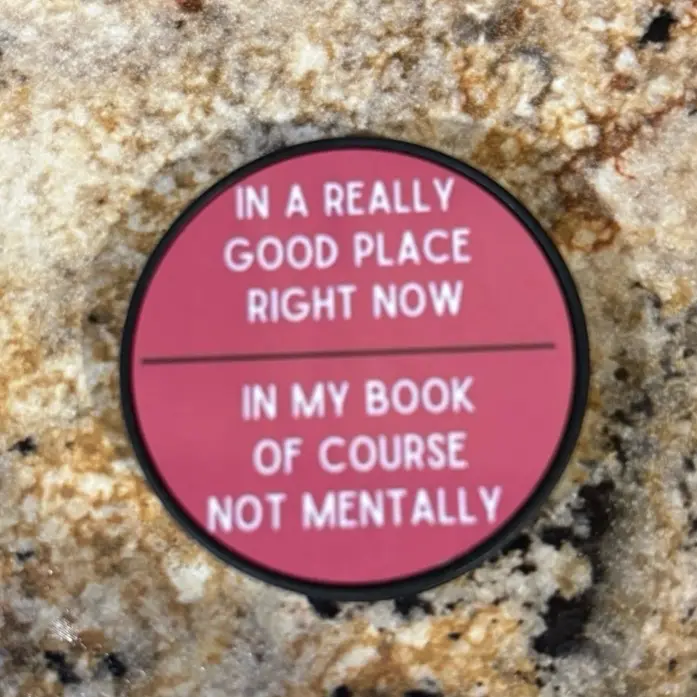 IN A REALLY
GOOD PLACE
RIGHT NOW
IN MY BOOK
OF COURSE
NOT MENTALLY